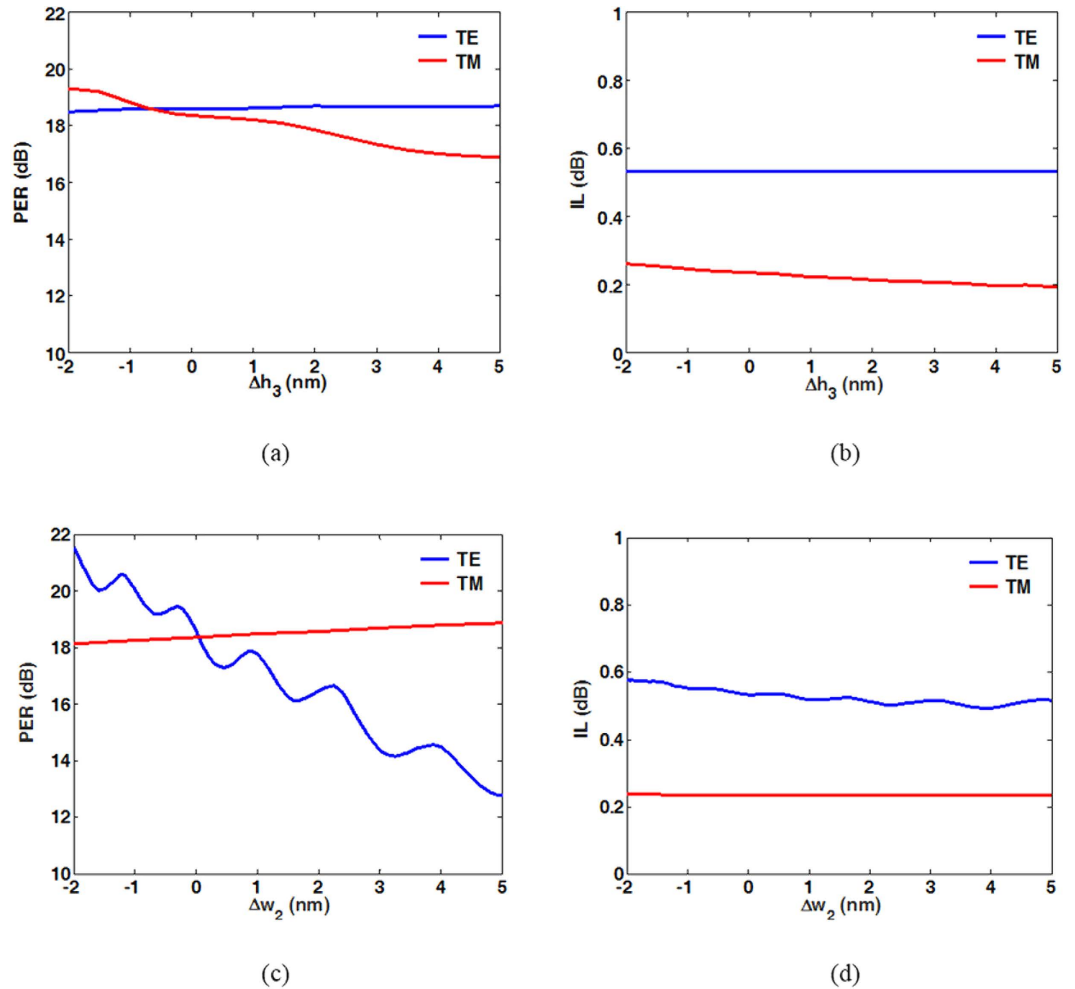 22
20
18
16
14
12
10
PER (dB)
TE
TM
-2 -1 0 1 2 3 4 5
Δh3 (nm)
(a)
1
0.8
0.6
0.4
0.2
0
IL (dB)
TE
TM
-2 -1 0 1 2 3 4 5
Δh3 (nm)
(b)
22
20
18
16
14
12
10
PER (dB)
TE
TM
-2 -1 0 1 2 3 4 5
Δw2 (nm)
(c)
1
0.8
0.6
0.4
0.2
0
IL (dB)
TE
TM
-2 -1 0 1 2 3 4 5
Δw2 (nm)
(d)